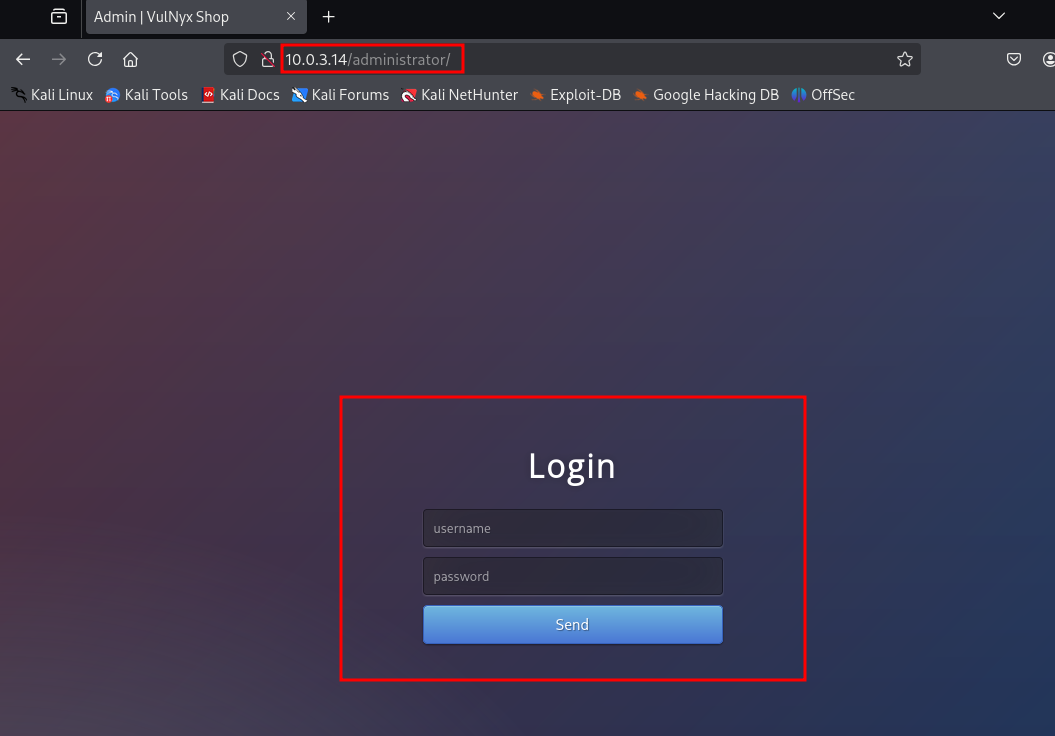 Admin | VulNyx Shop
10.0.3.14/administrator/
Kali Linux Kali Tools Kali Docs Kali Forums Kali NetHunter Exploit-DB Google Hacking DB OffSec
Login
username
password
Send